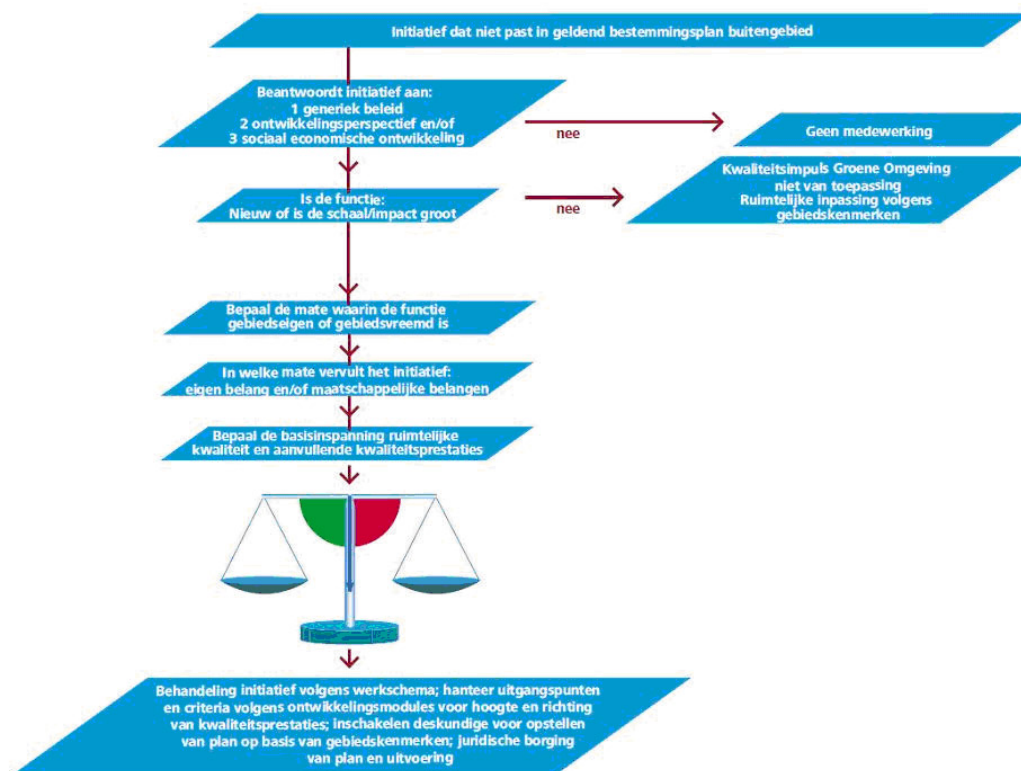 Initiatief dat niet past in geldend bestemmingsplan buitengebied
Beantwoordt initiatief aan:
1 generiek beleid
2 ontwikkelingsperspectief en/of
3 sociaal economische ontwikkeling
nee
Geen medewerking
Is de functie:
Nieuw of is de schaal/impact groot
nee
Kwaliteitsimpuls Groene Omgeving
niet van toepassing
Ruimtelijke inpassing volgens
gebiedskenmerken
Bepaal de mate waarin de functie
gebiedseigen of gebiedsvreemd is
In welke mate vervult het initiatief:
eigen belang en/of maatschappelijke belangen
Bepaal de basisinspanning ruimtelijke
kwaliteit en aanvullende kwaliteitsprestaties
Behandeling initiatief volgens werkschema; hanteer uitgangspunten
en criteria volgens ontwikkelingsmodules voor hoogte en richting
van kwaliteitsprestaties; inschakelen deskundige voor opstellen
van plan op basis van gebiedskenmerken; juridische borging
van plan en uitvoering